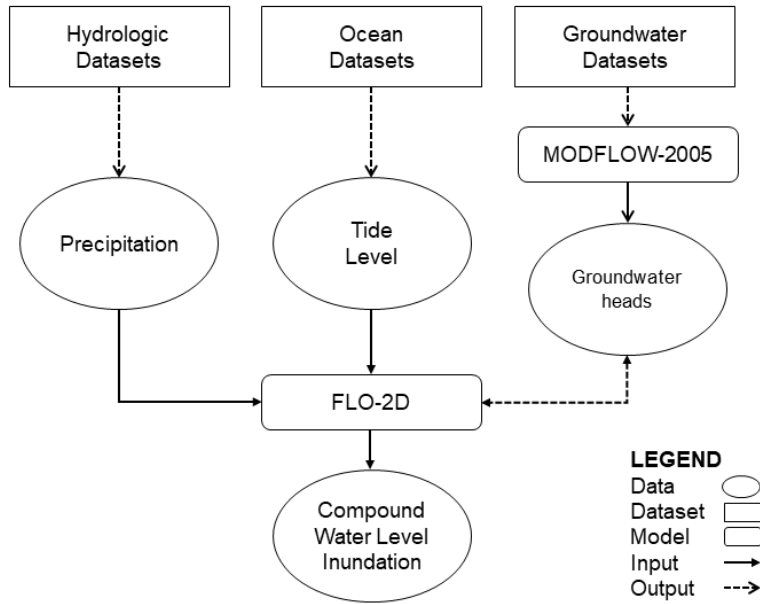 Hydrologic
Datasets
Ocean
Datasets
Groundwater
Datasets
MODFLOW-2005
Precipitation
Tide
Level
Groundwater
heads
FLO-2D
Compound
Water Level
Inundation
LEGEND
Data
Dataset
Model
Input
Output